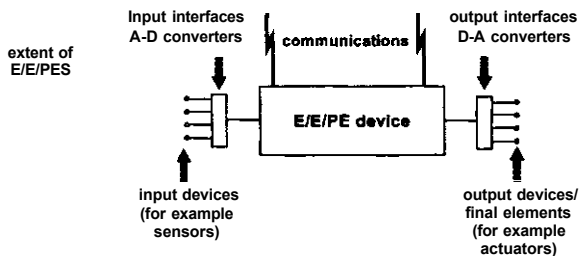 extent of
E/E/PES
Input interfaces
A-D converters
communications
output interfaces
D-A converters
E/E/PE device
input devices
(for example
sensors)
output devices/
final elements
(for example
actuators)